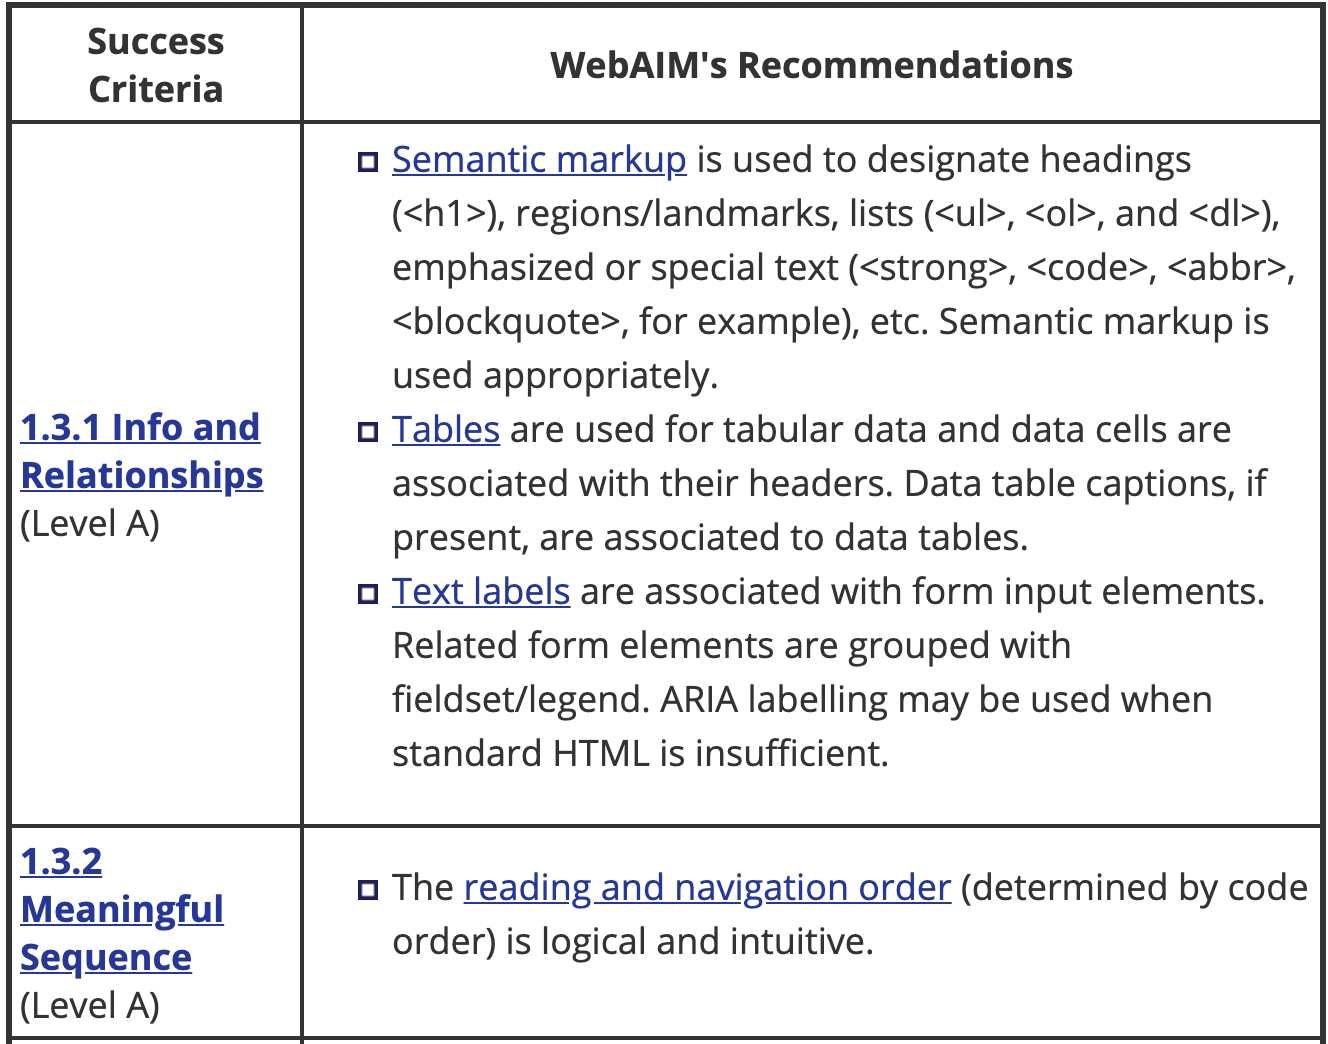 Success
Criteria
WebAIM's Recommendations
1.3.1 Info and
Relationships
(Level A)
Semantic markup is used to designate headings
(<h1>), regions/landmarks, lists (<ul>, <ol>, and <dl>),
emphasized or special text (<strong>, <code>, <abbr>,
<blockquote>, for example), etc. Semantic markup is
used appropriately.
Tables are used for tabular data and data cells are
associated with their headers. Data table captions, if
present, are associated to data tables.
Text labels are associated with form input elements.
Related form elements are grouped with
fieldset/legend. ARIA labelling may be used when
standard HTML is insufficient.
1.3.2
Meaningful
Sequence
(Level A)
The reading and navigation order (determined by code
order) is logical and intuitive.